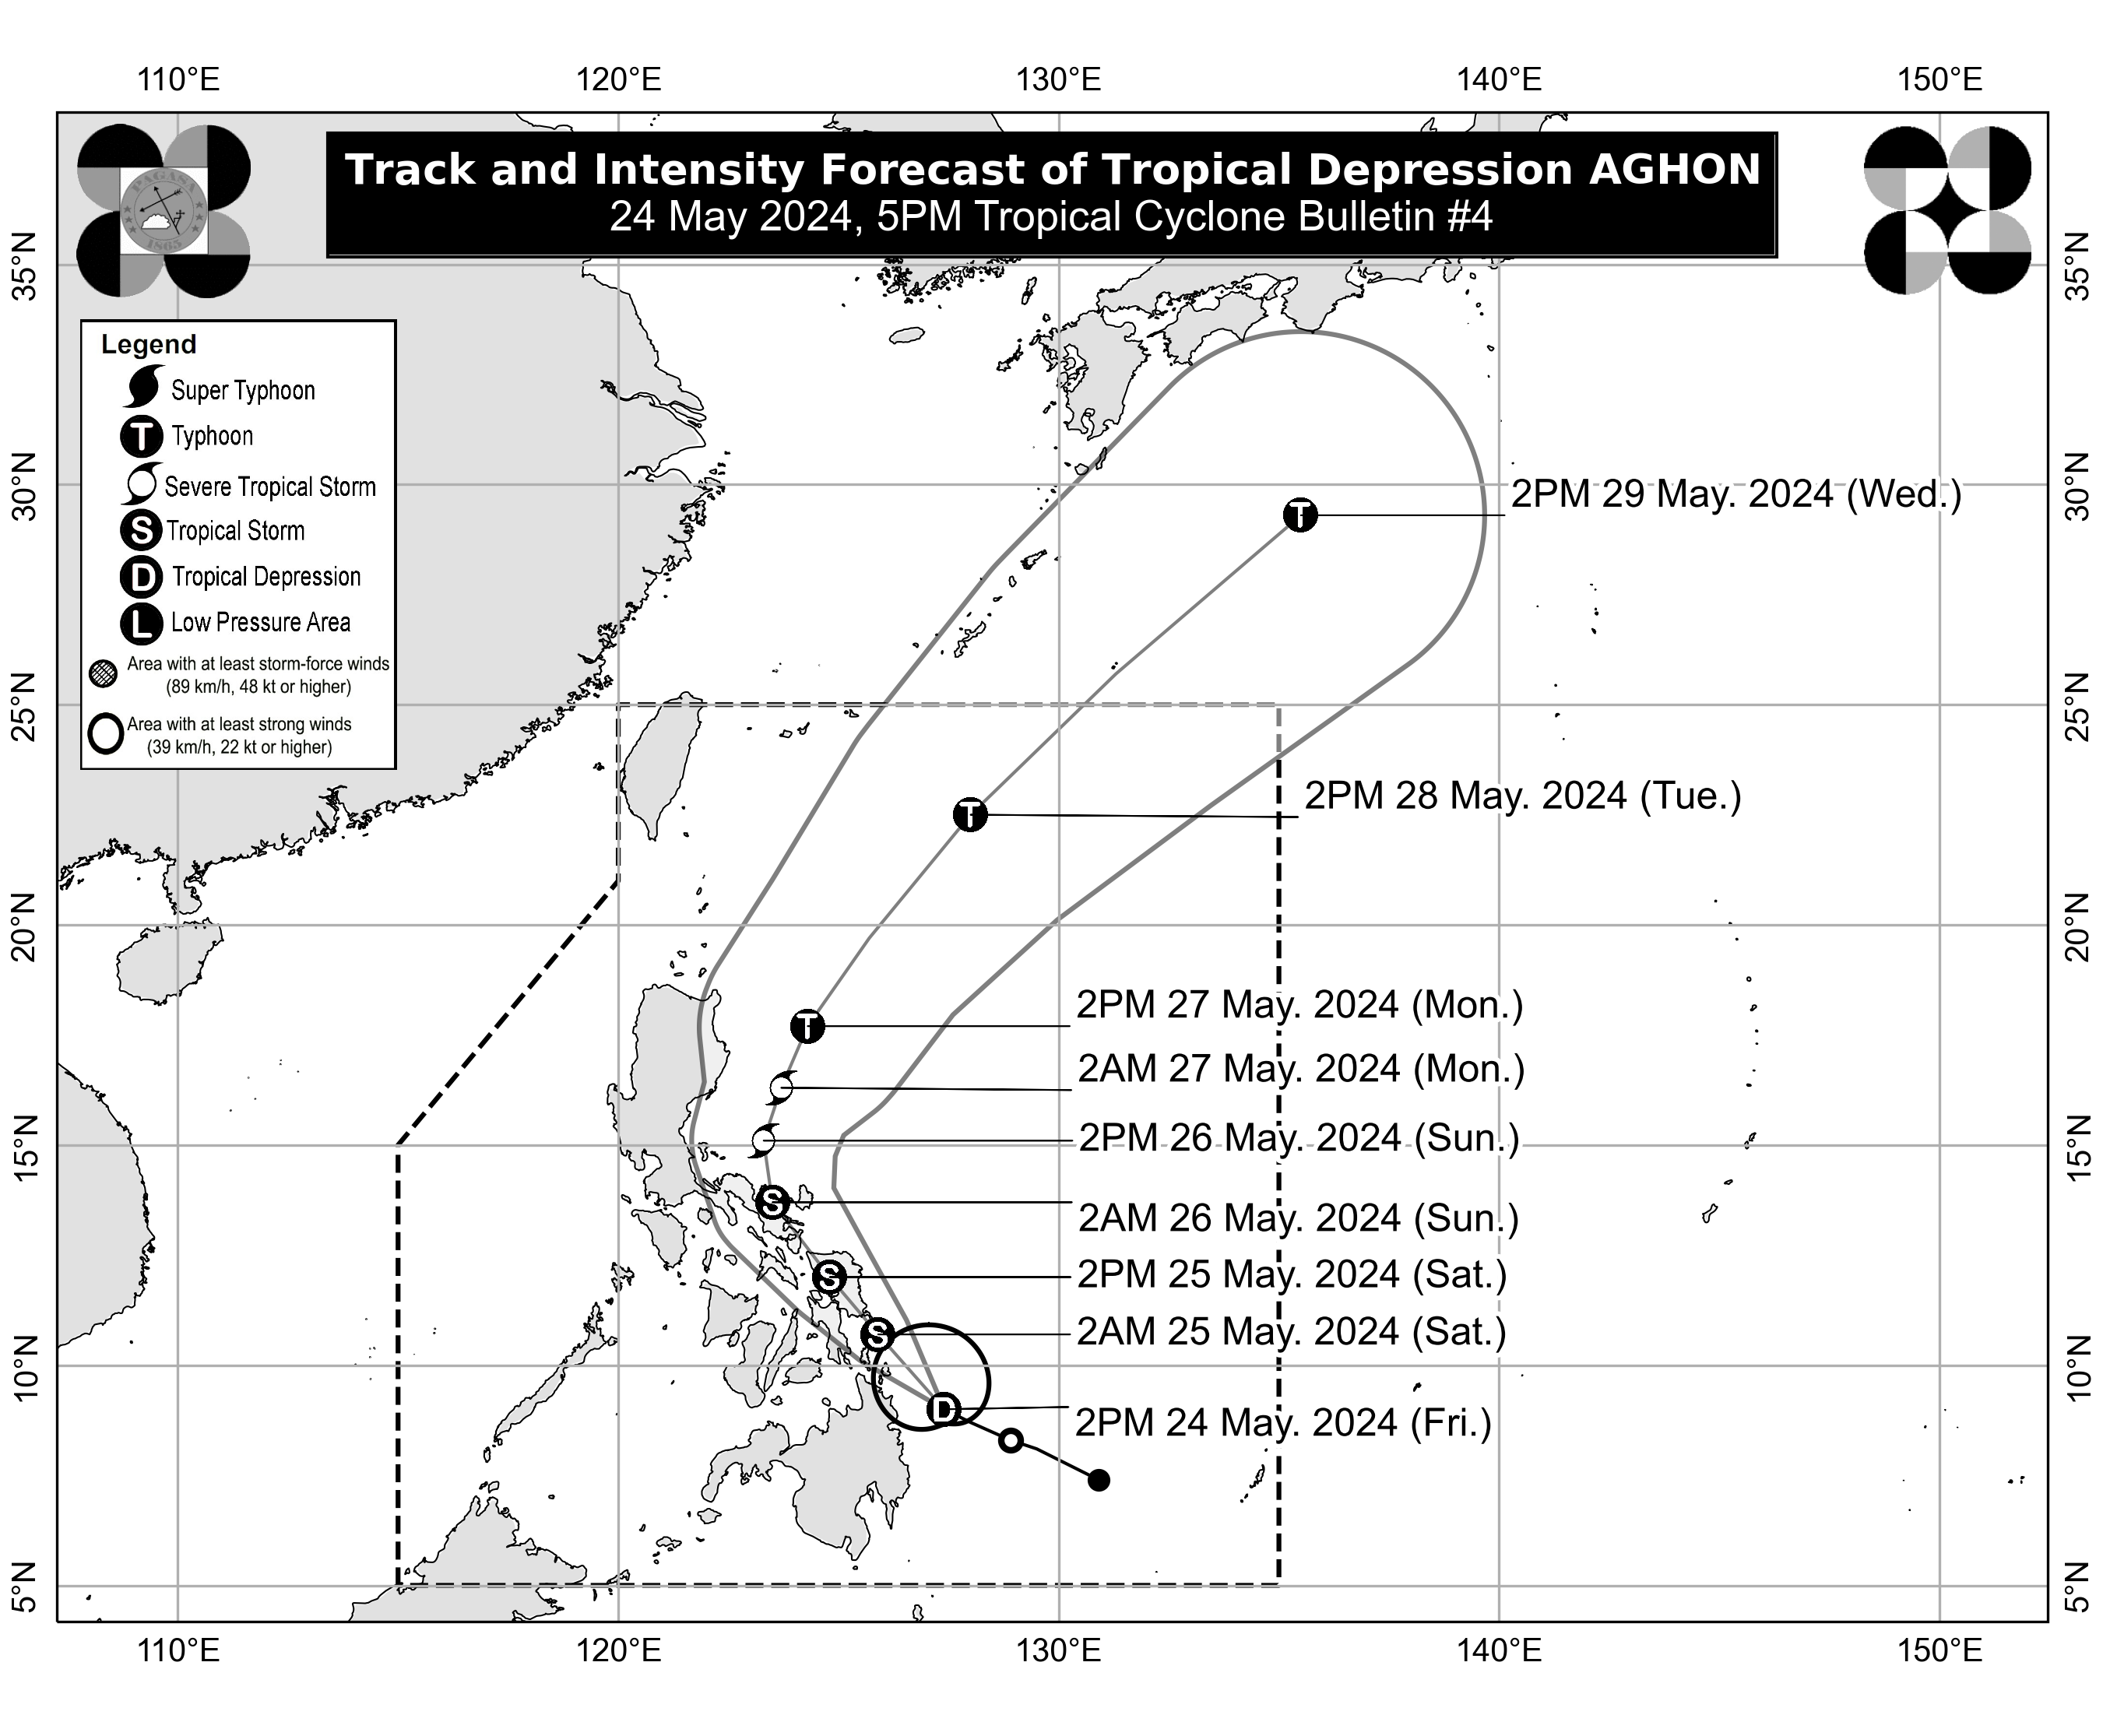 110°E 120°E 130°E 140°E 150°E
Track and Intensity Forecast of Tropical Depression AGHON
24 May 2024, 5PM Tropical Cyclone Bulletin #4
PAGASA
1865
35°N 35°N
Legend
Super Typhoon
T Typhoon
Severe Tropical Storm
S Tropical Storm
D Tropical Depression
L Low Pressure Area
Area with at least storm-force winds
(89 km/h, 48 kt or higher)
Area with at least strong winds
(39 km/h, 22 kt or higher)
30°N 30°N
T 2PM 29 May. 2024 (Wed.)
25°N 25°N
T 2PM 28 May. 2024 (Tue.)
20°N 20°N
T 2PM 27 May. 2024 (Mon.)
2AM 27 May. 2024 (Mon.)
15°N 15°N
2PM 26 May. 2024 (Sun.)
S 2AM 26 May. 2024 (Sun.)
S 2PM 25 May. 2024 (Sat.)
S 2AM 25 May. 2024 (Sat.)
10°N 10°N
D 2PM 24 May. 2024 (Fri.)
5°N 5°N
110°E 120°E 130°E 140°E 150°E